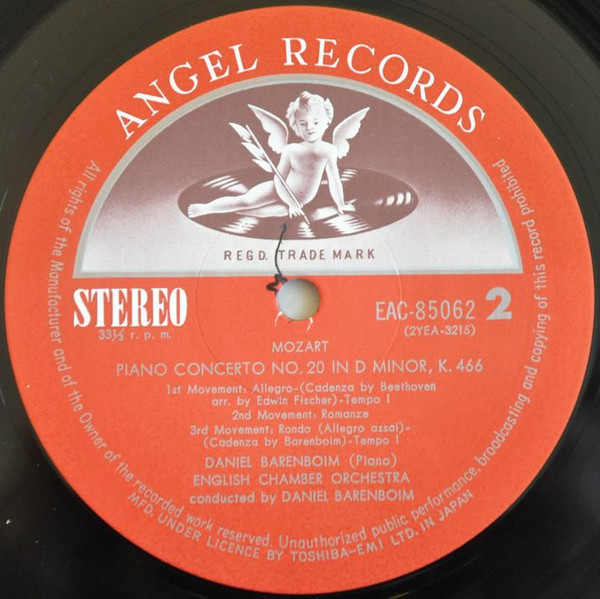 ANGEL RECORDS
REGD. TRADE MARK
STEREO
33⅓ r. p. m.
EAC-85062 2
(2YEA-3215)
MOZART
PIANO CONCERTO NO. 20 IN D MINOR, K. 466
1st Movement: Allegro-(Cadenza by Beethoven
arr. by Edwin Fischer)-Tempo I
2nd Movement: Romanze
3rd Movement: Rondo (Allegro assai)-
(Cadenza by Barenboim)-Tempo I
DANIEL BARENBOIM (Piano)
ENGLISH CHAMBER ORCHESTRA
conducted by DANIEL BARENBOIM
All rights of the Manufacturer and of the Owner of the recorded work reserved. Unauthorized public performance, broadcasting and copying of this record prohibited
MFD. UNDER LICENCE BY TOSHIBA-EMI LTD. IN JAPAN